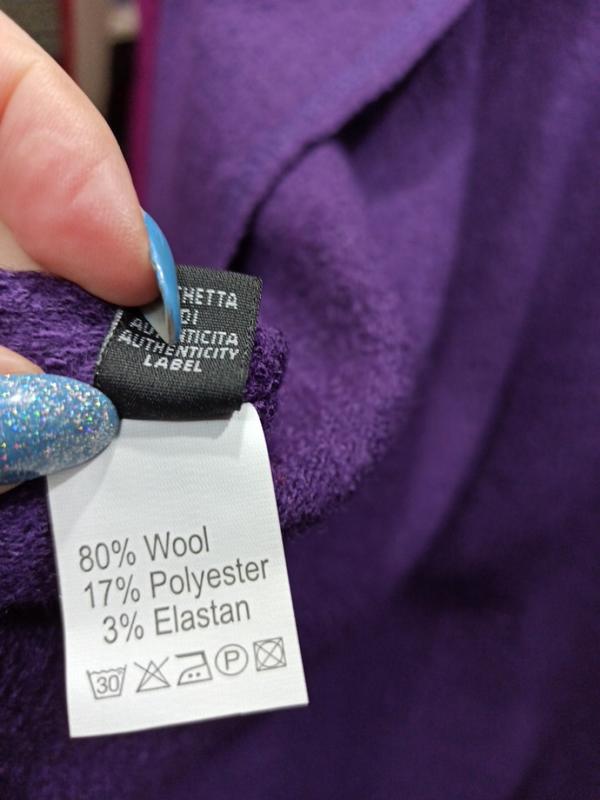 DI
AUTHENTICITY
LABEL
80% Wool
17% Polyester
3% Elastan
30 P